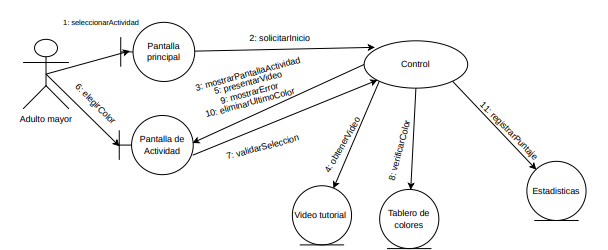 1: seleccionarActividad
Pantalla
principal
2: solicitarInicio
Control
3: mostrarPantallaActividad
5: presentarVideo
9: mostrarError
10: eliminarUltimoColor
6: elegirColor
Adulto mayor
Pantalla de
Actividad
7: validarSeleccion
4: obtenerVideo
8: verificarColor
11: registrarPuntaje
Video tutorial
Tablero de
colores
Estadisticas